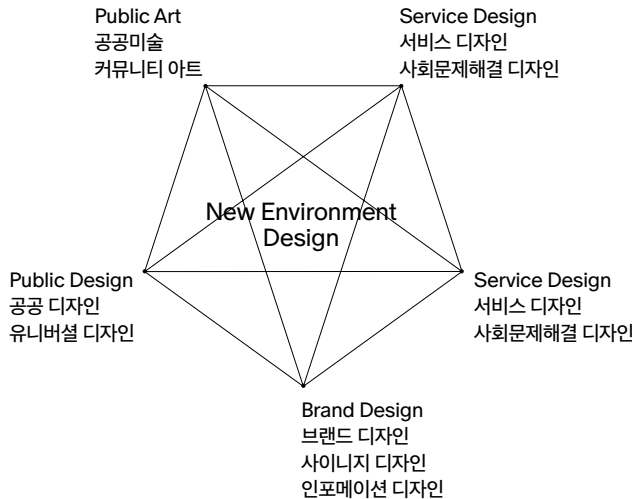 Public Art
공공미술
커뮤니티 아트
Service Design
서비스 디자인
사회문제해결 디자인
New Environment
Design
Public Design
공공 디자인
유니버셜 디자인
Service Design
서비스 디자인
사회문제해결 디자인
Brand Design
브랜드 디자인
사이니지 디자인
인포메이션 디자인